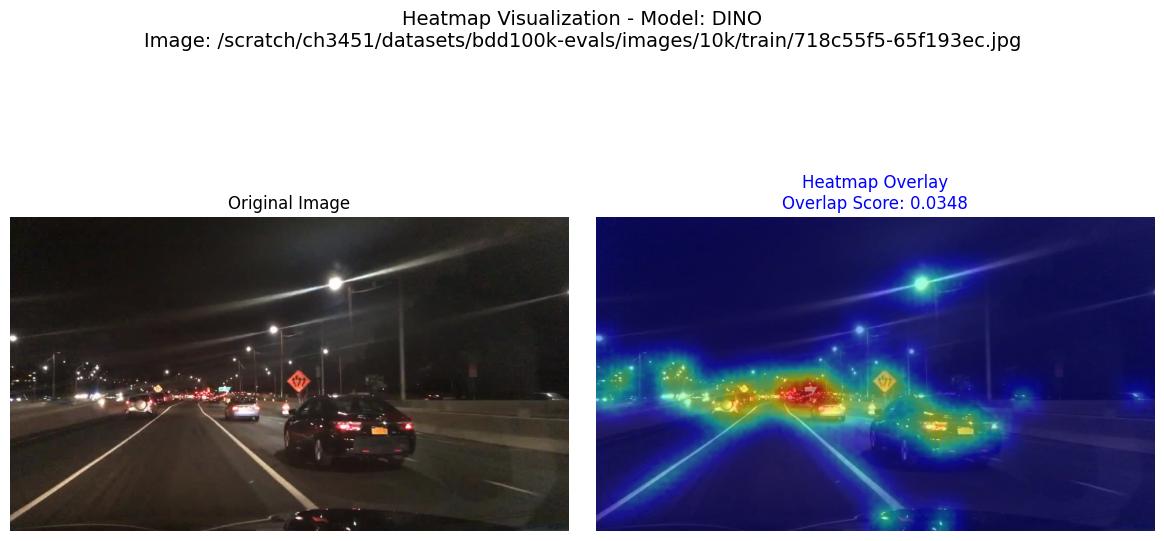 Heatmap Visualization - Model: DINO
Image: /scratch/ch3451/datasets/bdd100k-evals/images/10k/train/718c55f5-65f193ec.jpg
Original Image
Heatmap Overlay
Overlap Score: 0.0348